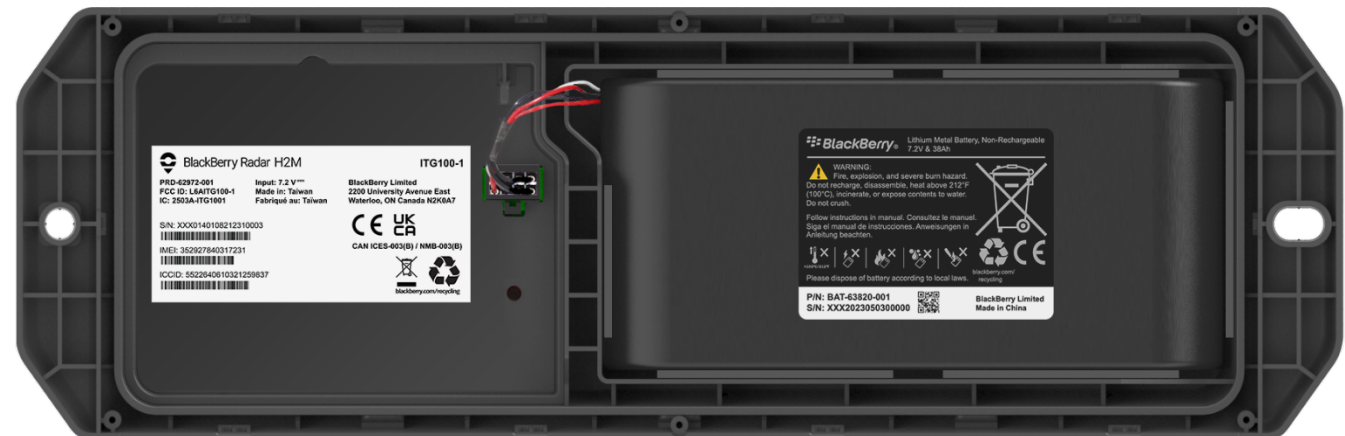 BlackBerry Radar H2M
ITG100-1
PRD-62972-001
FCC ID: L6AITG100-1
IC: 2503A-ITG1001
Input: 7.2 V
Made in: Taiwan
Fabriqué au: Taïwan
BlackBerry Limited
2200 University Avenue East
Waterloo, ON Canada N2K0A7
S/N: XXX0140108212310003
IMEI: 352927840317231
ICCID: 5522640610321259837
CE UKCA
CAN ICES-003(B) / NMB-003(B)
blackberry.com/recycling
BlackBerry®
Lithium Metal Battery, Non-Rechargeable
7.2V & 38Ah
WARNING:
Fire, explosion, and severe burn hazard.
Do not recharge, disassemble, heat above 212°F
(100°C), incinerate, or expose contents to water.
Do not crush.
Follow instructions in manual. Consultez le manuel.
Siga el manual de instrucciones. Anweisungen in
Anleitung beachten.
CE
blackberry.com/
recycling
Please dispose of battery according to local laws.
P/N: BAT-63820-001
S/N: XXX2023050300000
BlackBerry Limited
Made in China